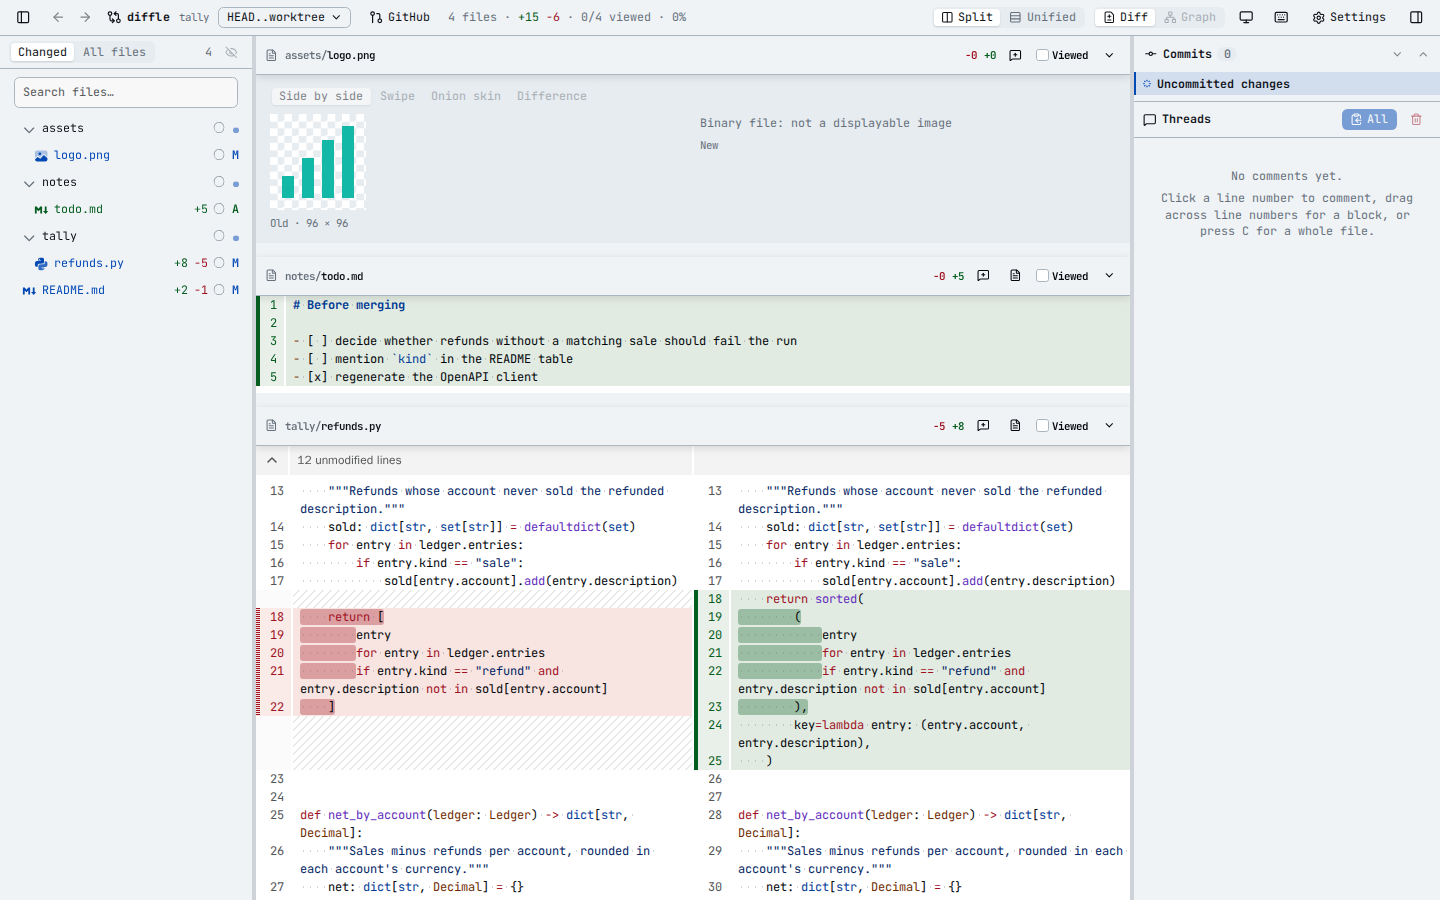 diffle tally HEAD..worktree GitHub 4 files · +15 -6 · 0/4 viewed · 0% Split Unified Diff Graph Settings
Changed All files 4
Search files…
assets
logo.png M
notes
todo.md +5 A
tally
refunds.py +8 -5 M
README.md +2 -1 M
assets/logo.png -0 +0 Viewed
Side by side Swipe Onion skin Difference
Old · 96 × 96
Binary file: not a displayable image
New
notes/todo.md -0 +5 Viewed
1 # Before merging
2
3 - [ ] decide whether refunds without a matching sale should fail the run
4 - [ ] mention `kind` in the README table
5 - [x] regenerate the OpenAPI client
tally/refunds.py -5 +8 Viewed
12 unmodified lines
13 """Refunds whose account never sold the refunded
description."""
14 sold: dict[str, set[str]] = defaultdict(set)
15 for entry in ledger.entries:
16 if entry.kind == "sale":
17 sold[entry.account].add(entry.description)
18 return [
19 entry
20 for entry in ledger.entries
21 if entry.kind == "refund" and
entry.description not in sold[entry.account]
22 ]
23
24
25 def net_by_account(ledger: Ledger) -> dict[str,
Decimal]:
26 """Sales minus refunds per account, rounded in
each account's currency."""
27 net: dict[str, Decimal] = {}
13 """Refunds whose account never sold the refunded
description."""
14 sold: dict[str, set[str]] = defaultdict(set)
15 for entry in ledger.entries:
16 if entry.kind == "sale":
17 sold[entry.account].add(entry.description)
18 return sorted(
19 (
20 entry
21 for entry in ledger.entries
22 if entry.kind == "refund" and
entry.description not in sold[entry.account]
23 ),
24 key=lambda entry: (entry.account,
entry.description),
25 )
26
27
28 def net_by_account(ledger: Ledger) -> dict[str,
Decimal]:
29 """Sales minus refunds per account, rounded in each
account's currency."""
30 net: dict[str, Decimal] = {}
Commits 0
Uncommitted changes
Threads All
No comments yet.
Click a line number to comment, drag
across line numbers for a block, or
press C for a whole file.